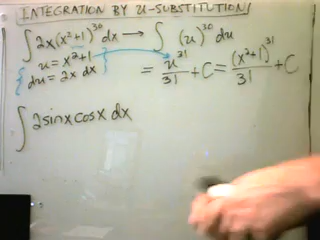 INTEGRATION BY U-SUBSTITUTION
∫ 2x(x²+1)³⁰ dx → ∫ (u)³⁰ du
u = x²+1
du = 2x dx
= u³¹/31 + C = (x²+1)³¹/31 + C
∫ 2sinx cosx dx